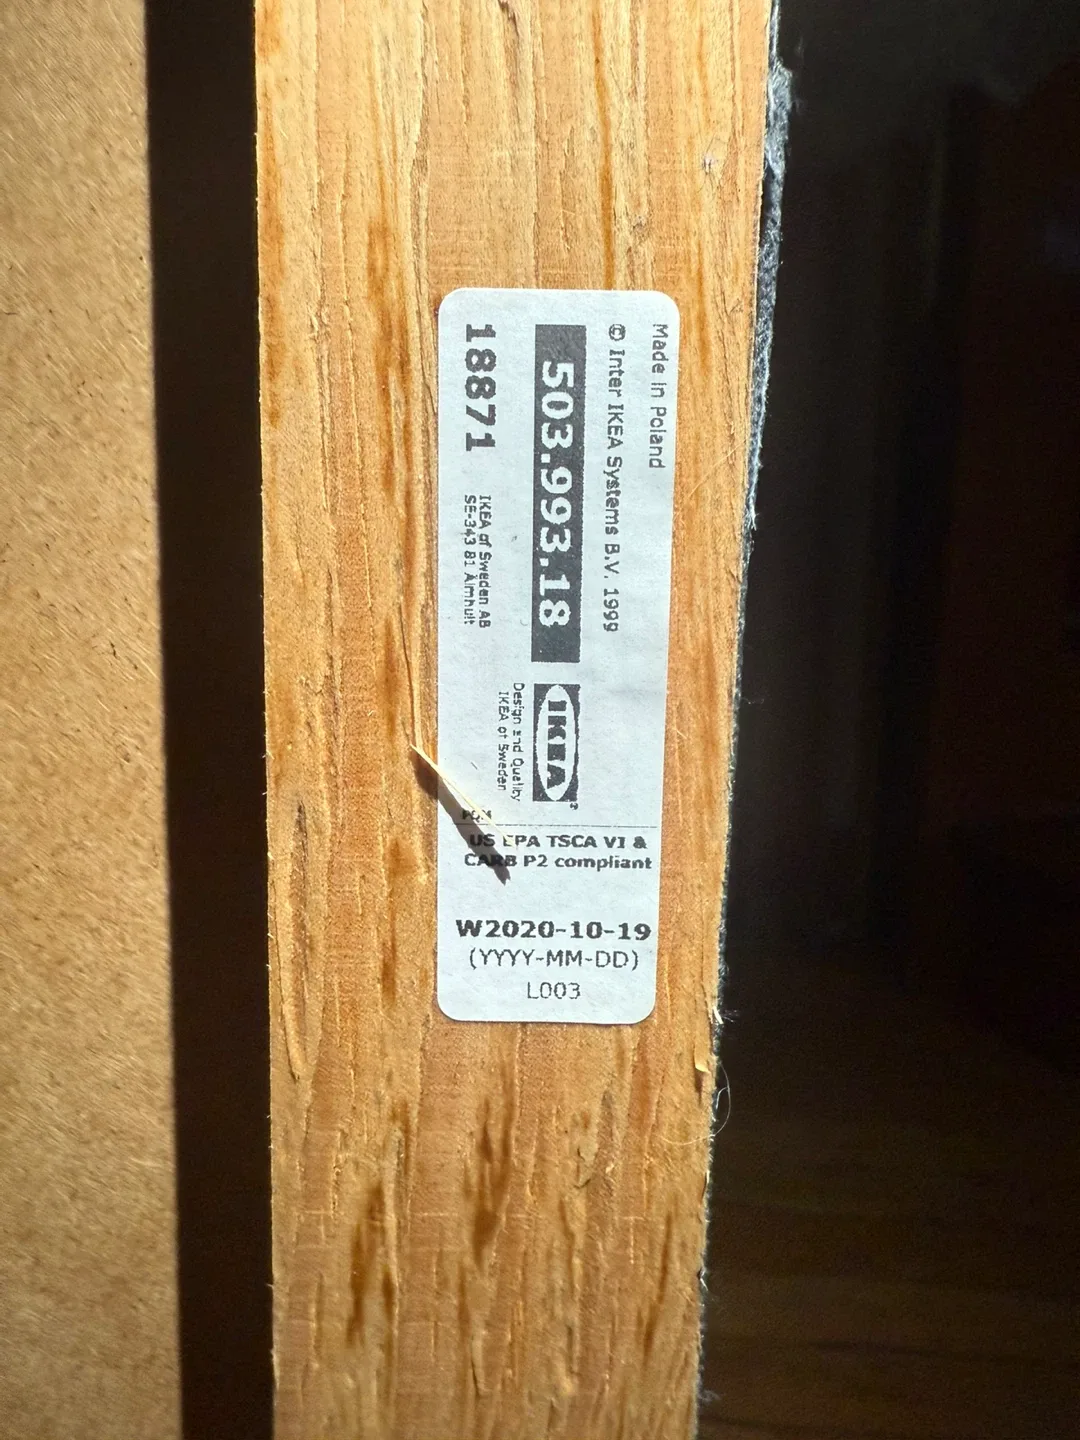 Made in Poland
© Inter IKEA Systems B.V. 1999
503.993.18
IKEA®
Design and Quality
IKEA of Sweden
18871
IKEA of Sweden AB
SE-343 81 Älmhult
US EPA TSCA VI &
CARB P2 compliant
W2020-10-19
(YYYY-MM-DD)
L003